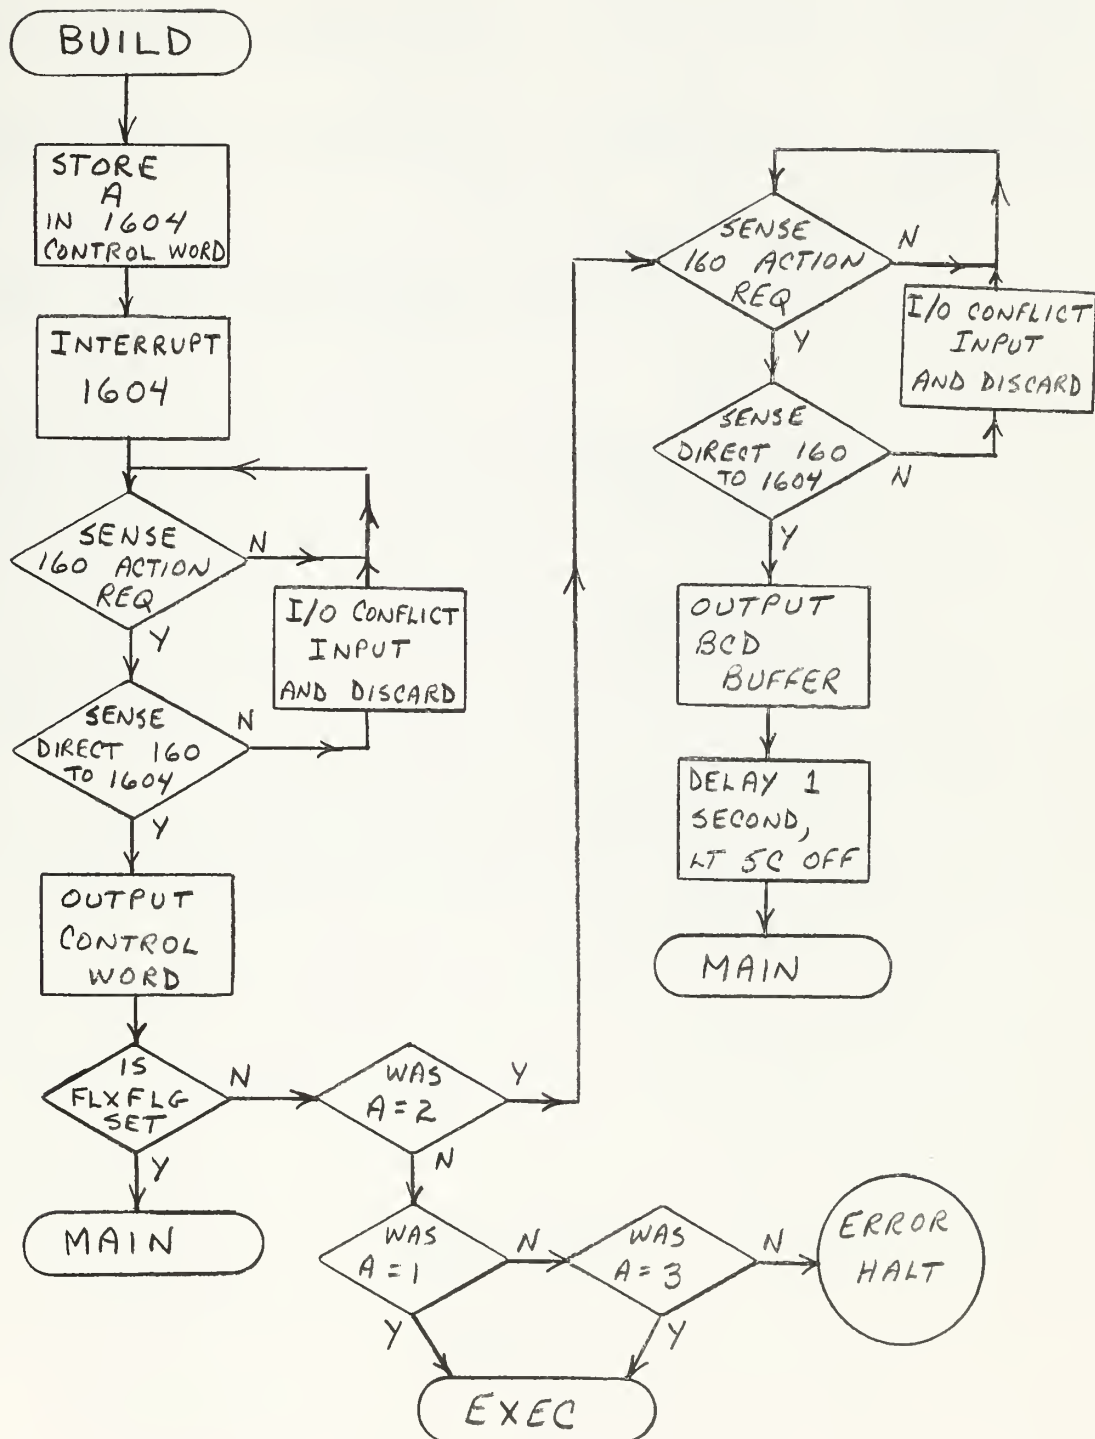 BUILD
STORE
A
IN 1604
CONTROL WORD
INTERRUPT
1604
SENSE
160 ACTION
REQ
N
Y
I/O CONFLICT
INPUT
AND DISCARD
SENSE
DIRECT 160
TO 1604
N
Y
OUTPUT
CONTROL
WORD
IS
FLXFLG
SET
N
Y
MAIN
WAS
A = 2
Y
N
WAS
A = 1
N
Y
WAS
A = 3
N
Y
ERROR
HALT
EXEC
SENSE
160 ACTION
REQ
N
Y
I/O CONFLICT
INPUT
AND DISCARD
SENSE
DIRECT 160
TO 1604
N
Y
OUTPUT
BCD
BUFFER
DELAY 1
SECOND,
LT 5C OFF
MAIN